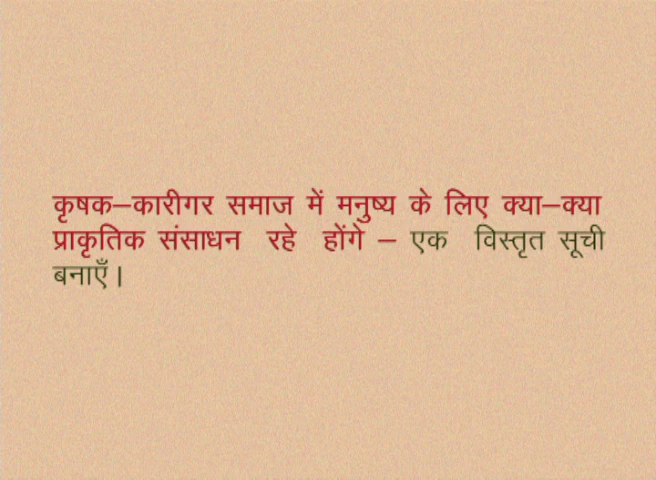 कृषक–कारीगर समाज में मनुष्य के लिए क्या–क्या
प्राकृतिक संसाधन रहे होंगे – एक विस्तृत सूची
बनाएँ।